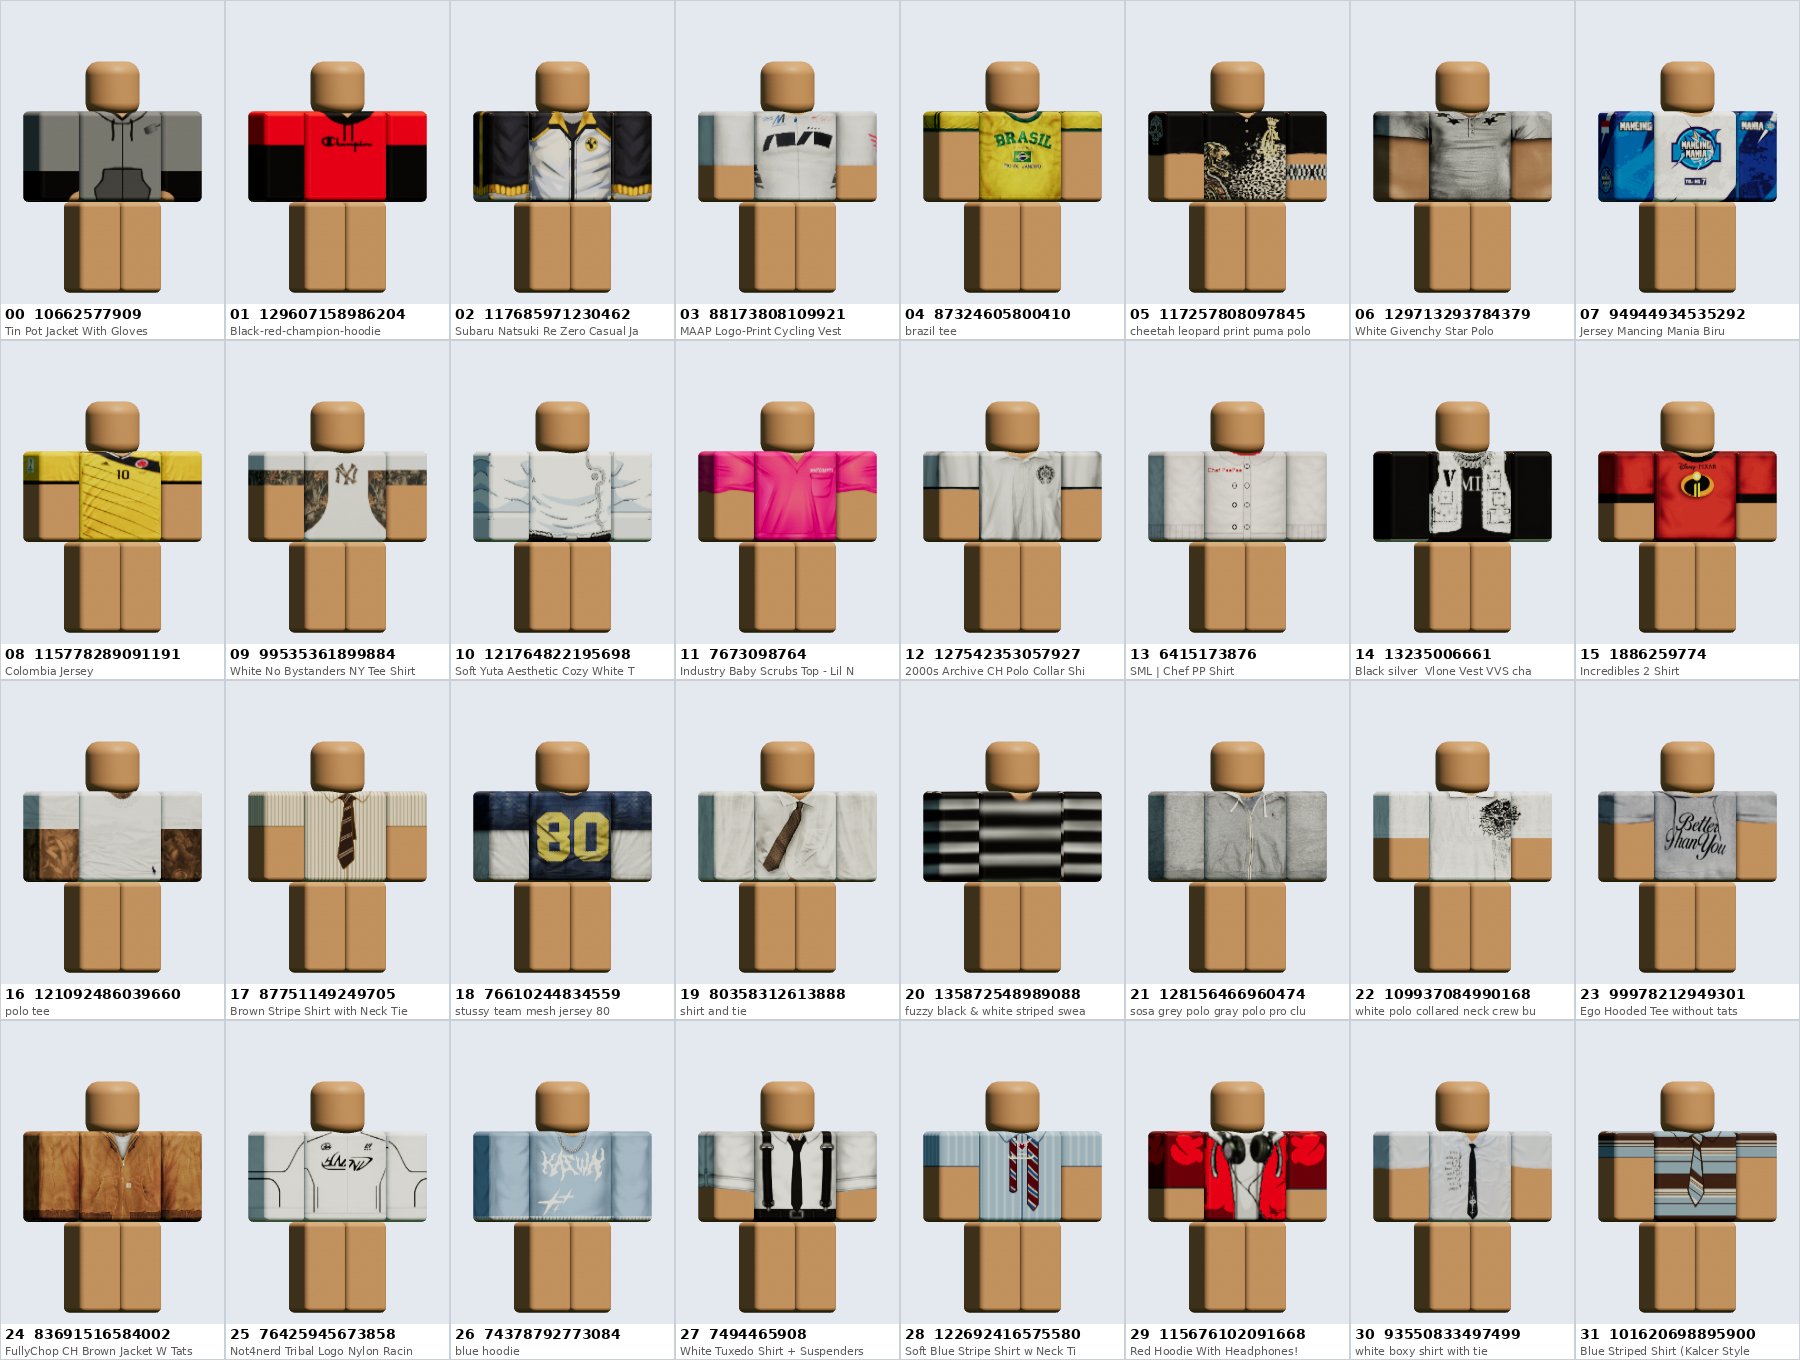 BRASIL
MANCING
MANCING MANIA
MANIA
10
NY
Chef PeePee
V
Disney PIXAR
80
Better Than You
00 10662577909
Tin Pot Jacket With Gloves
01 129607158986204
Black-red-champion-hoodie
02 117685971230462
Subaru Natsuki Re Zero Casual Ja
03 88173808109921
MAAP Logo-Print Cycling Vest
04 87324605800410
brazil tee
05 117257808097845
cheetah leopard print puma polo
06 129713293784379
White Givenchy Star Polo
07 94944934535292
Jersey Mancing Mania Biru
08 115778289091191
Colombia Jersey
09 99535361899884
White No Bystanders NY Tee Shirt
10 121764822195698
Soft Yuta Aesthetic Cozy White T
11 7673098764
Industry Baby Scrubs Top - Lil N
12 127542353057927
2000s Archive CH Polo Collar Shi
13 6415173876
SML | Chef PP Shirt
14 13235006661
Black silver  Vlone Vest VVS cha
15 1886259774
Incredibles 2 Shirt
16 121092486039660
polo tee
17 87751149249705
Brown Stripe Shirt with Neck Tie
18 76610244834559
stussy team mesh jersey 80
19 80358312613888
shirt and tie
20 135872548989088
fuzzy black & white striped swea
21 128156466960474
sosa grey polo gray polo pro clu
22 109937084990168
white polo collared neck crew bu
23 99978212949301
Ego Hooded Tee without tats
24 83691516584002
FullyChop CH Brown Jacket W Tats
25 76425945673858
Not4nerd Tribal Logo Nylon Racin
26 74378792773084
blue hoodie
27 7494465908
White Tuxedo Shirt + Suspenders
28 122692416575580
Soft Blue Stripe Shirt w Neck Ti
29 115676102091668
Red Hoodie With Headphones!
30 93550833497499
white boxy shirt with tie
31 101620698895900
Blue Striped Shirt (Kalcer Style